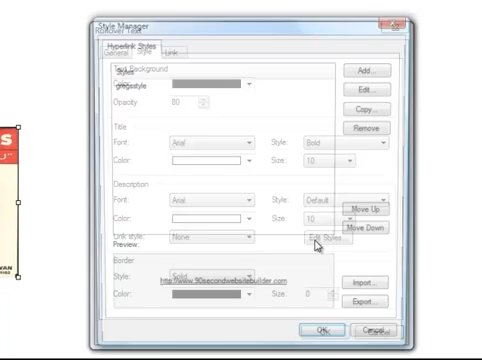 Style Manager
Rollover Text
Hyperlink Styles
General Style Link
Text Background
Styles
Color:
gregsstyle
Opacity 80
Title
Font: Arial Style: Bold
Color: Size: 10
Description
Font: Arial Style: Default
Color: Size 10
Link style: None Edit Styles...
Preview:
Border
Style: Solid
http://www.90secondwebsitebuilder.com
Color: Size: 0
Add...
Edit...
Copy...
Remove
Move Up
Move Down
Import...
Export...
OK Cancel
OK Cancel